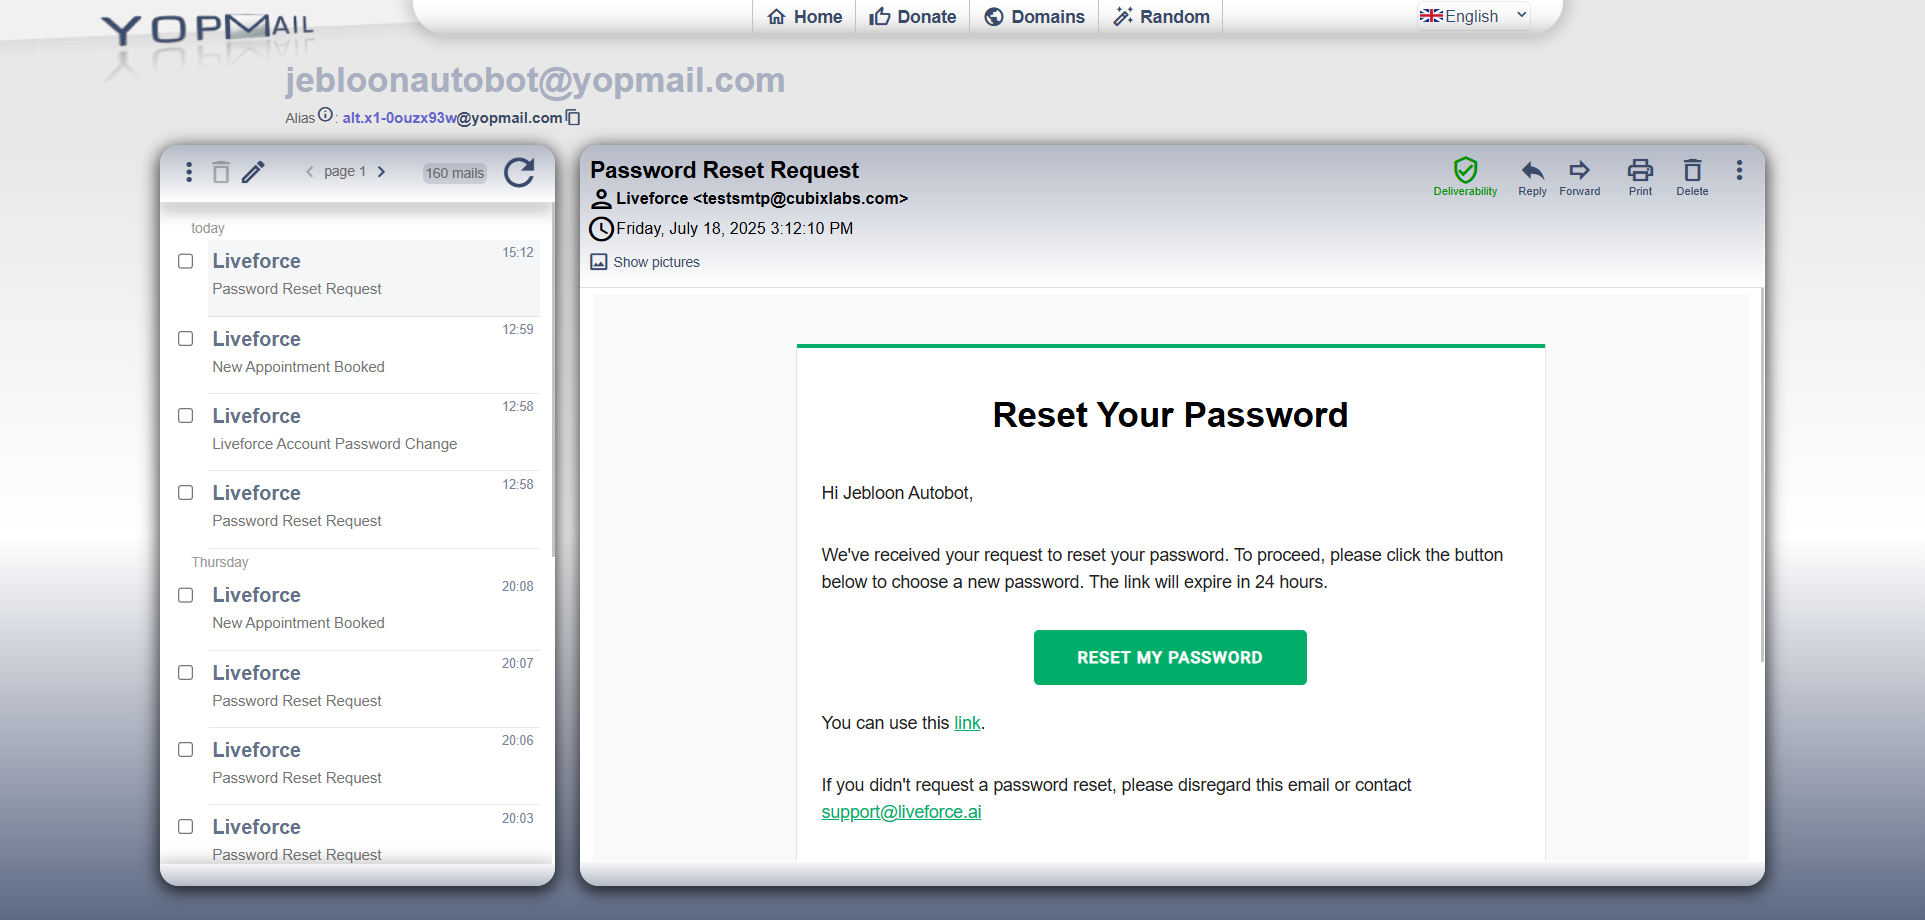 YOPMAIL
Home
Donate
Domains
Random
English
jebloonautobot@yopmail.com
Alias : alt.x1-0ouzx93w@yopmail.com
page 1
160 mails
today
Liveforce 15:12
Password Reset Request
Liveforce 12:59
New Appointment Booked
Liveforce 12:58
Liveforce Account Password Change
Liveforce 12:58
Password Reset Request
Thursday
Liveforce 20:08
New Appointment Booked
Liveforce 20:07
Password Reset Request
Liveforce 20:06
Password Reset Request
Liveforce 20:03
Password Reset Request
Password Reset Request
Liveforce <testsmtp@cubixlabs.com>
Friday, July 18, 2025 3:12:10 PM
Show pictures
Deliverability
Reply
Forward
Print
Delete
Reset Your Password
Hi Jebloon Autobot,
We've received your request to reset your password. To proceed, please click the button
below to choose a new password. The link will expire in 24 hours.
RESET MY PASSWORD
You can use this link.
If you didn't request a password reset, please disregard this email or contact
support@liveforce.ai